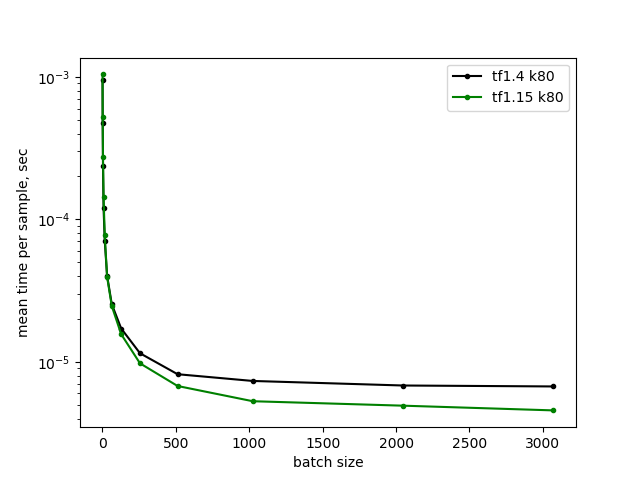 tf1.4 k80
tf1.15 k80
10⁻³
10⁻⁴
10⁻⁵
mean time per sample, sec
0 500 1000 1500 2000 2500 3000
batch size